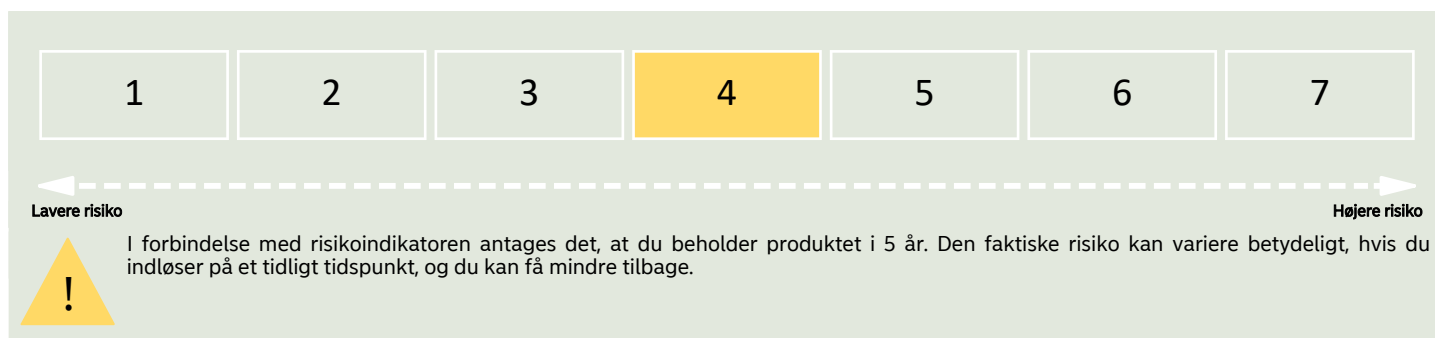 1 2 3 4 5 6 7
Lavere risiko Højere risiko
I forbindelse med risikoindikatoren antages det, at du beholder produktet i 5 år. Den faktiske risiko kan variere betydeligt, hvis du
indløser på et tidligt tidspunkt, og du kan få mindre tilbage.
!